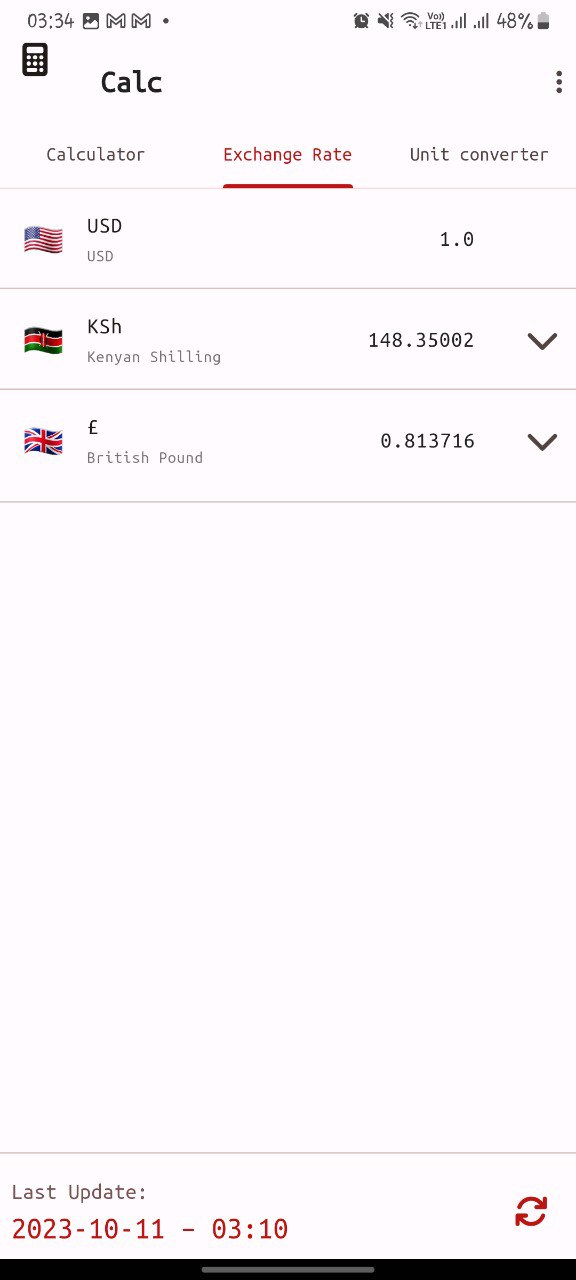 03:34
Vo)) LTE1
48%
Calc
Calculator Exchange Rate Unit converter
USD
USD
1.0
KSh
Kenyan Shilling
148.35002
£
British Pound
0.813716
Last Update:
2023-10-11 – 03:10